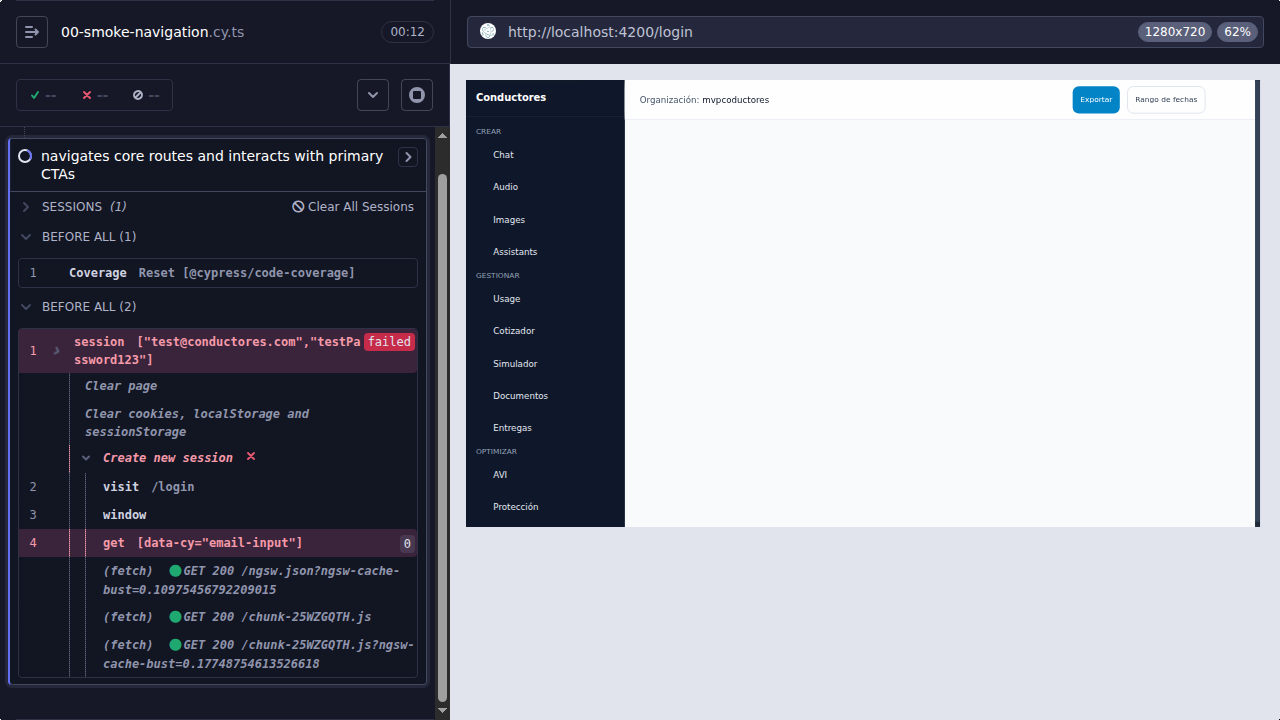 00-smoke-navigation.cy.ts
00:12
--
--
--
navigates core routes and interacts with primary
CTAs
SESSIONS (1)
Clear All Sessions
BEFORE ALL (1)
1 Coverage Reset [@cypress/code-coverage]
BEFORE ALL (2)
1 session ["test@conductores.com","testPa
ssword123"]
failed
Clear page
Clear cookies, localStorage and
sessionStorage
Create new session
2 visit /login
3 window
4 get [data-cy="email-input"] 0
(fetch) GET 200 /ngsw.json?ngsw-cache-
bust=0.10975456792209015
(fetch) GET 200 /chunk-25WZGQTH.js
(fetch) GET 200 /chunk-25WZGQTH.js?ngsw-
cache-bust=0.17748754613526618
http://localhost:4200/login
1280x720
62%
Conductores
CREAR
Chat
Audio
Images
Assistants
GESTIONAR
Usage
Cotizador
Simulador
Documentos
Entregas
OPTIMIZAR
AVI
Protección
Organización: mvpcoductores
Exportar
Rango de fechas